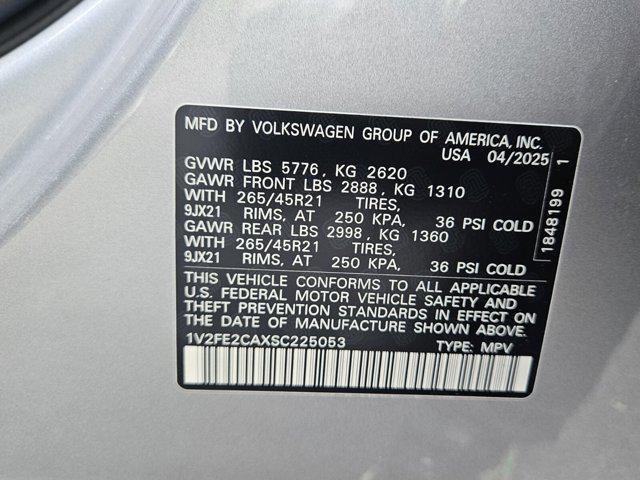 MFD BY VOLKSWAGEN GROUP OF AMERICA, INC.
USA 04/2025
GVWR LBS 5776, KG 2620
GAWR FRONT LBS 2888, KG 1310
WITH 265/45R21 TIRES,
9JX21 RIMS, AT 250 KPA, 36 PSI COLD
GAWR REAR LBS 2998, KG 1360
WITH 265/45R21 TIRES,
9JX21 RIMS, AT 250 KPA, 36 PSI COLD
THIS VEHICLE CONFORMS TO ALL APPLICABLE
U.S. FEDERAL MOTOR VEHICLE SAFETY AND
THEFT PREVENTION STANDARDS IN EFFECT ON
THE DATE OF MANUFACTURE SHOWN ABOVE.
1V2FE2CAXSC225053 TYPE: MPV
1848199 1